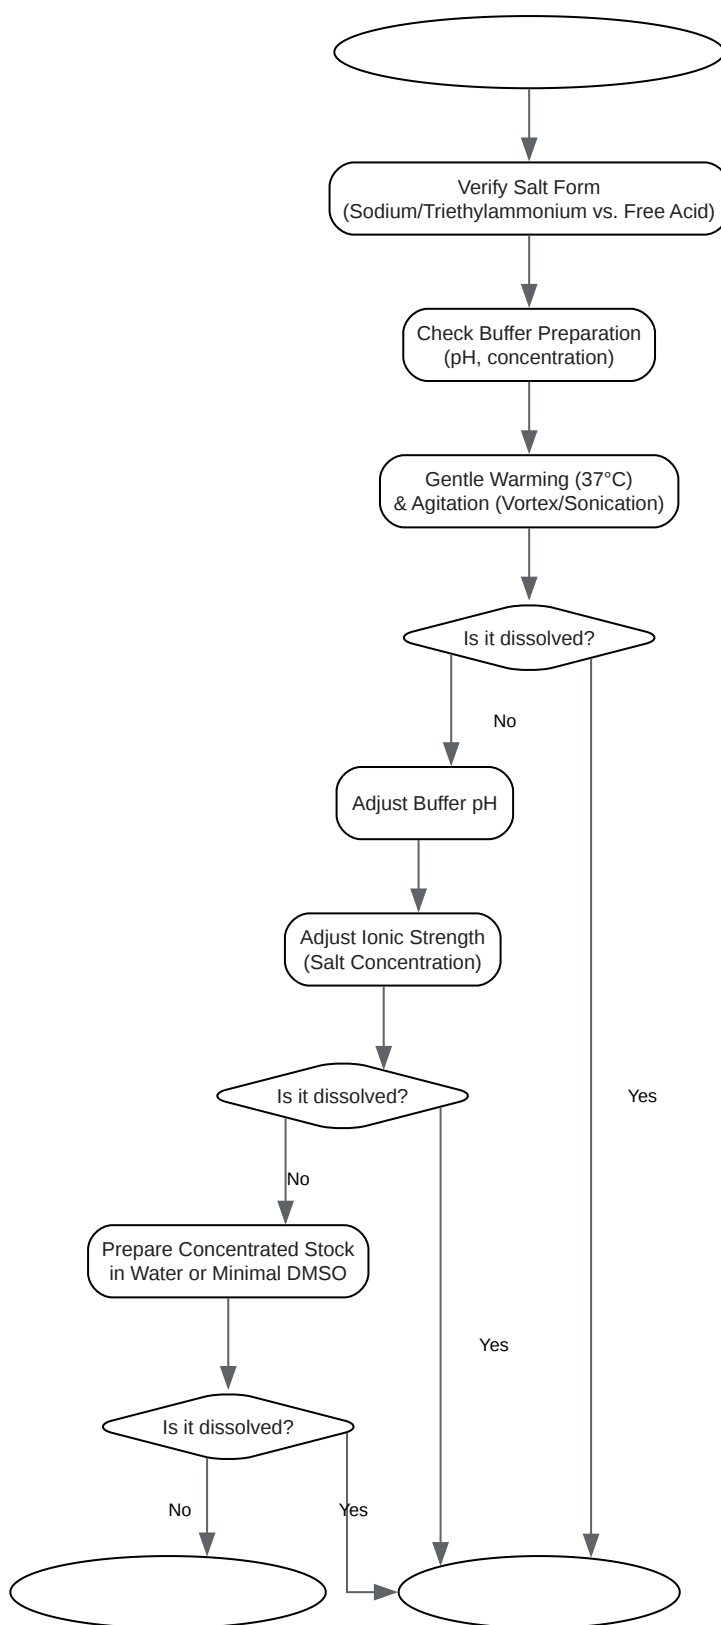 Verify Salt Form
(Sodium/Triethylammonium vs. Free Acid)
Check Buffer Preparation
(pH, concentration)
Gentle Warming (37°C)
& Agitation (Vortex/Sonication)
Is it dissolved?
No
Adjust Buffer pH
Adjust Ionic Strength
(Salt Concentration)
Is it dissolved?
Yes
No
Prepare Concentrated Stock
in Water or Minimal DMSO
Yes
Is it dissolved?
No
Yes